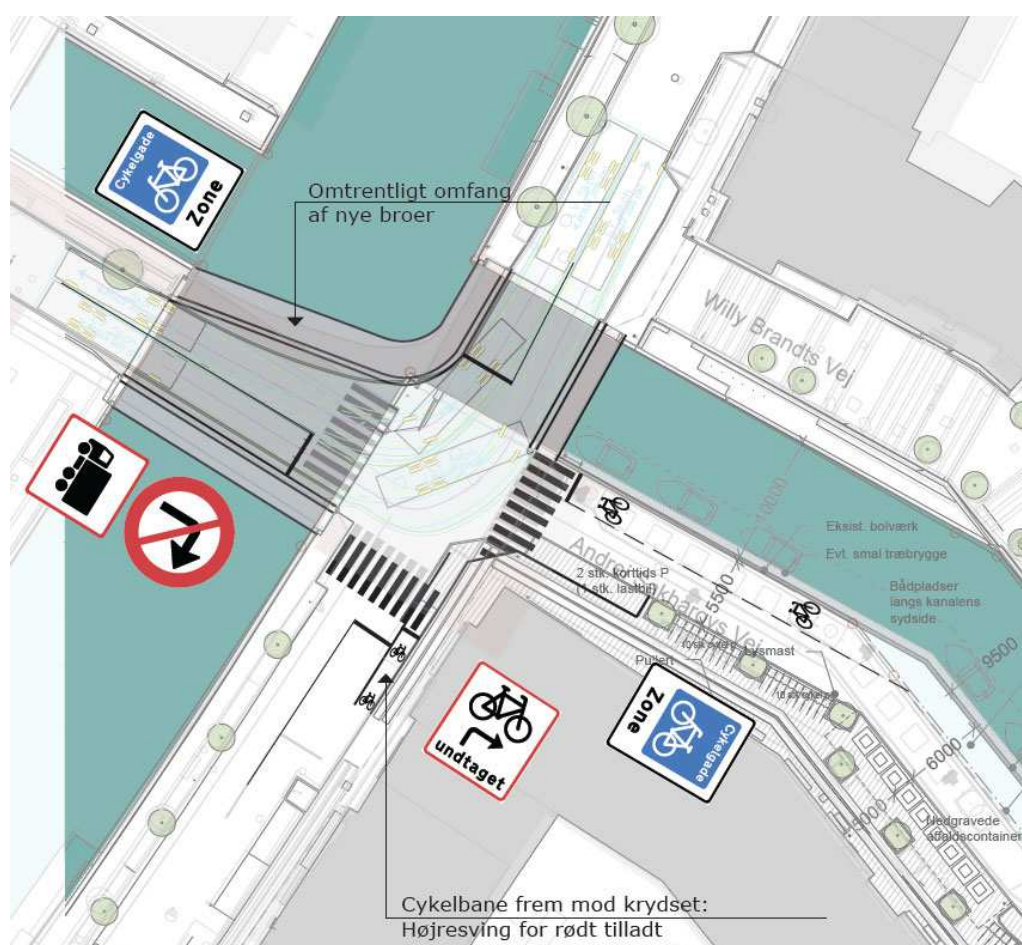 Cykelgade
Zone
Omtrentligt omfang
af nye broer
Willy Brandts Vej
10000
Eksist. bolværk
Evt. smal træbrygge
Bådpladser
langs kanalens
sydside
2 stk. korttids P
(1 stk. lastbil)
5500
Vej
Lysmast
Pullert
9500
6000
Nedgravede
affaldscontainer
undtaget
Zone
Cykelgade
Cykelbane frem mod krydset:
Højresving for rødt tilladt